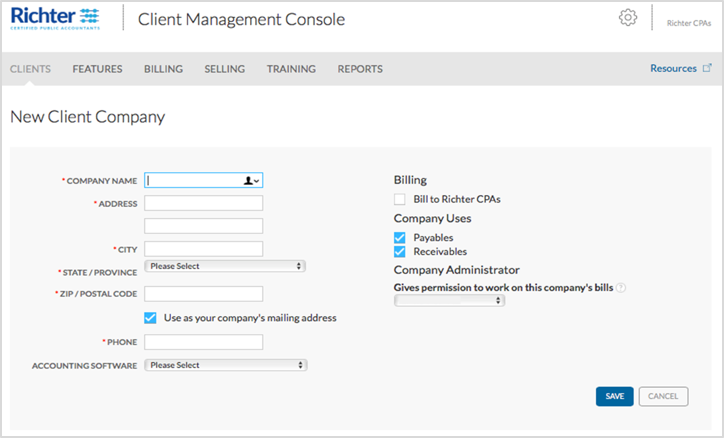 Richter
CERTIFIED PUBLIC ACCOUNTANTS
Client Management Console
Richter CPAs
CLIENTS FEATURES BILLING SELLING TRAINING REPORTS Resources
New Client Company
* COMPANY NAME
* ADDRESS
* CITY
* STATE / PROVINCE Please Select
* ZIP / POSTAL CODE
Use as your company's mailing address
* PHONE
ACCOUNTING SOFTWARE Please Select
Billing
Bill to Richter CPAs
Company Uses
Payables
Receivables
Company Administrator
Gives permission to work on this company's bills ?
SAVE CANCEL